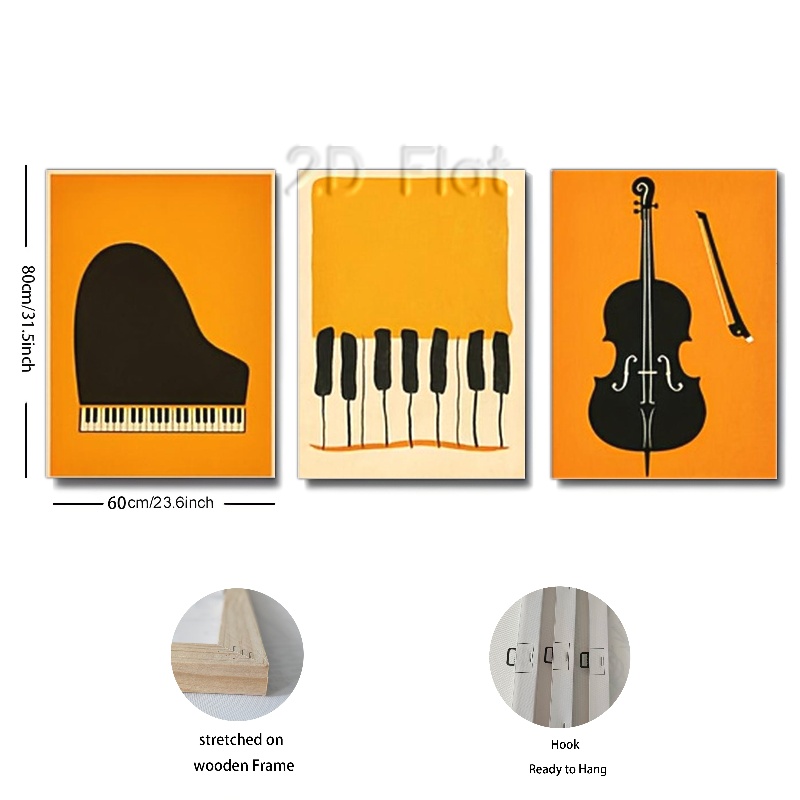 2D Flat
80cm/31.5inch
60cm/23.6inch
stretched on
wooden Frame
Hook
Ready to Hang